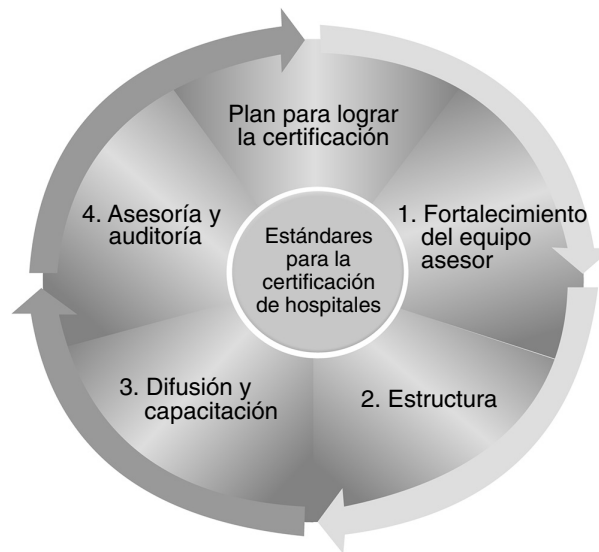 Plan para lograr
la certificación
1. Fortalecimiento
del equipo
asesor
2. Estructura
3. Difusión y
capacitación
4. Asesoría y
auditoría
Estándares
para la
certificación
de hospitales